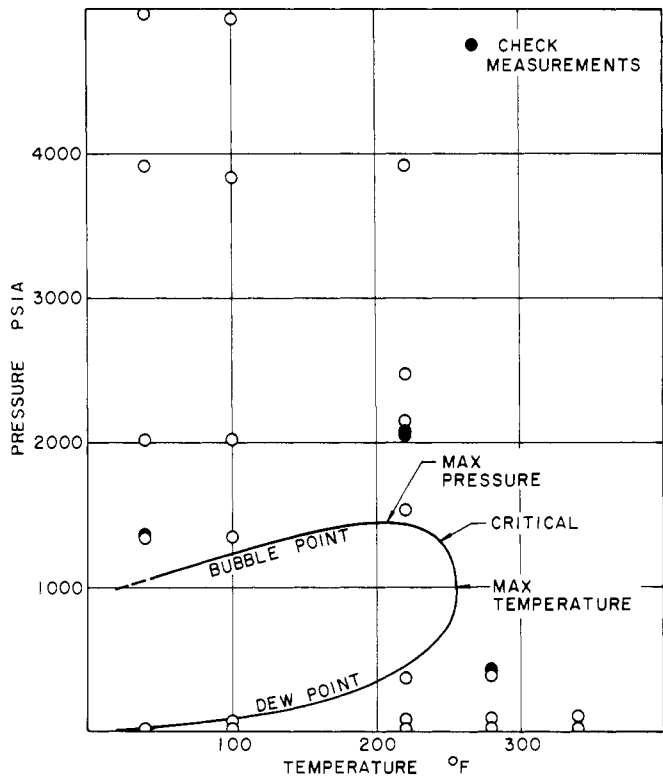 CHECK
MEASUREMENTS
4000
3000
2000
1000
PRESSURE PSIA
MAX
PRESSURE
CRITICAL
BUBBLE POINT
MAX
TEMPERATURE
DEW POINT
100
200
300
TEMPERATURE °F